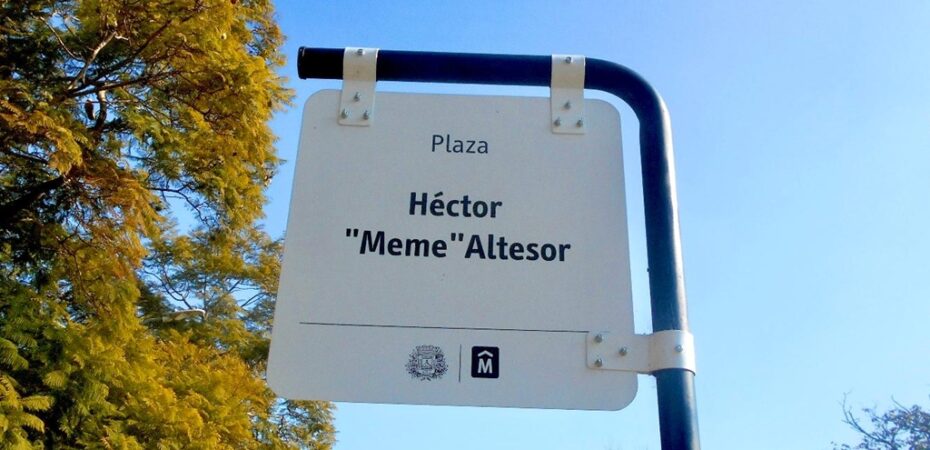 Plaza
Héctor
"Meme"Altesor
M